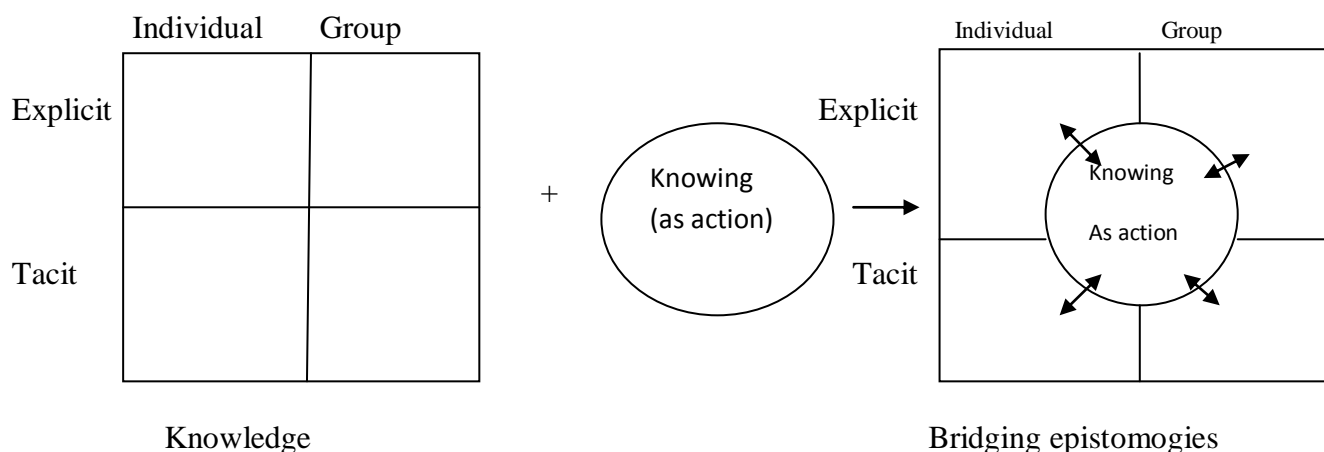 Individual Group
Explicit
Tacit
Knowledge
+
Knowing
(as action)
Individual Group
Explicit
Tacit
Knowing
As action
Bridging epistomogies